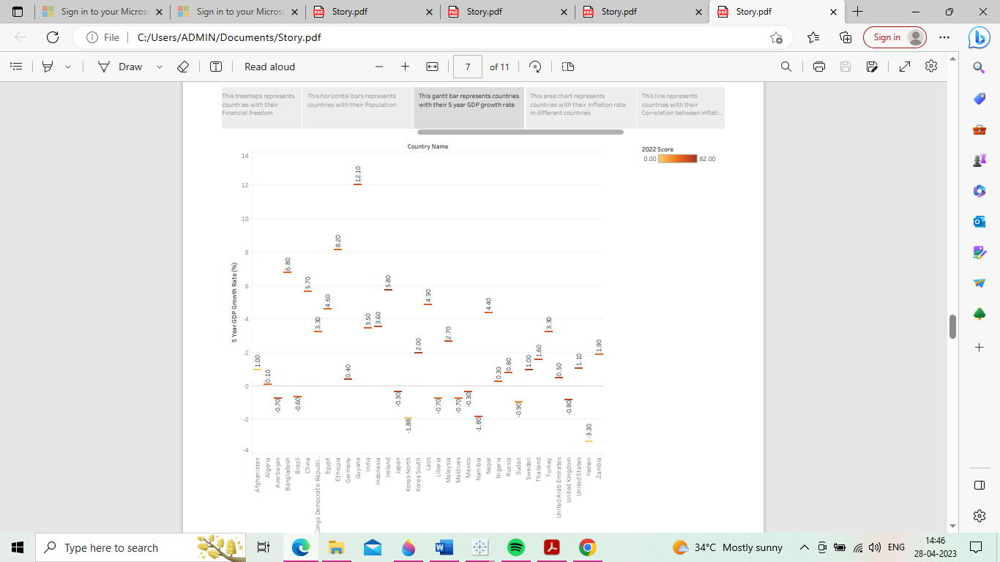 Sign in to your Micros
Sign in to your Micros
Story.pdf
Story.pdf
Story.pdf
Story.pdf
File
C:/Users/ADMIN/Documents/Story.pdf
Sign in
Draw
Read aloud
7
of 11
This treemaps represents
countries with their
Financial freedom
This horizontal bars represents
countries with their Population
This gantt bar represents countries
with their 5 year GDP growth rate
This area chart represents
countries with their Inflation rate
in different countries
This line represents
countries with their
Correlation between inflati..
Country Name
2022 Score
0.00
82.00
5 Year GDP Growth Rate (%)
14
12
10
8
6
4
2
0
-2
-4
1.00
0.10
-0.70
6.80
-0.60
5.70
3.30
4.60
8.20
0.40
12.10
3.50
3.60
5.80
-0.30
-1.88
2.00
4.90
-0.70
2.70
-0.70
-0.30
-1.80
4.40
0.30
0.80
-0.90
1.00
1.60
3.30
0.50
-0.80
1.10
-3.30
1.90
Afghanistan
Algeria
Azerbaijan
Bangladesh
Brazil
China
Congo Democratic Republi..
Egypt
Ethiopia
Germany
Guyana
India
Indonesia
Ireland
Japan
Korea North
Korea South
Laos
Liberia
Malaysia
Maldives
Mexico
Namibia
Nepal
Nigeria
Russia
Sudan
Sweden
Thailand
Turkey
United Arab Emirates
United Kingdom
United States
Yemen
Zambia
Type here to search
34°C Mostly sunny
ENG
14:46
28-04-2023